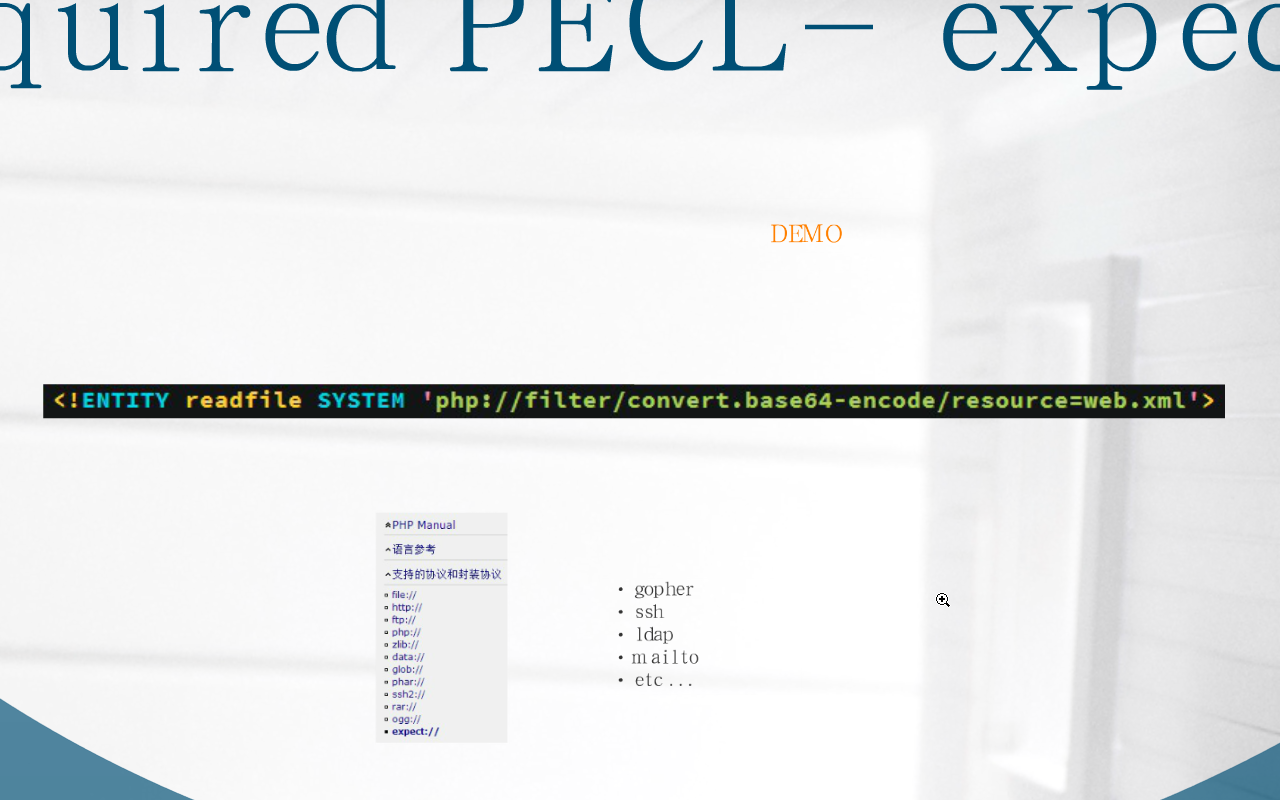 quired PECL- expec
DEMO
<!ENTITY readfile SYSTEM 'php://filter/convert.base64-encode/resource=web.xml'>
PHP Manual
语言参考
支持的协议和封装协议
file://
http://
ftp://
php://
zlib://
data://
glob://
phar://
ssh2://
rar://
ogg://
expect://
• gopher
• ssh
• ldap
• mailto
• etc...